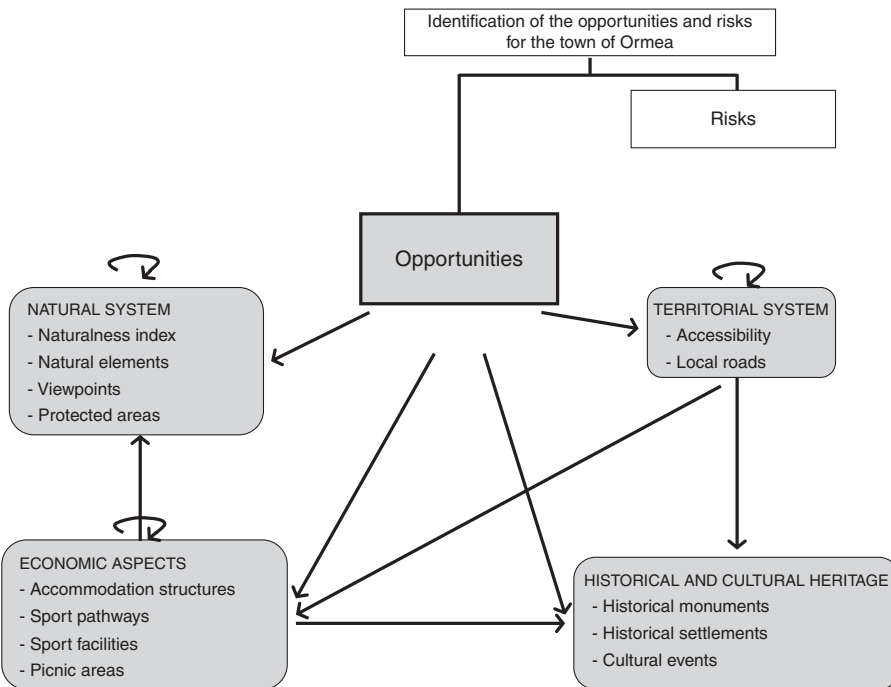 Identification of the opportunities and risks
for the town of Ormea
Risks
Opportunities
NATURAL SYSTEM
- Naturalness index
- Natural elements
- Viewpoints
- Protected areas
TERRITORIAL SYSTEM
- Accessibility
- Local roads
ECONOMIC ASPECTS
- Accommodation structures
- Sport pathways
- Sport facilities
- Picnic areas
HISTORICAL AND CULTURAL HERITAGE
- Historical monuments
- Historical settlements
- Cultural events